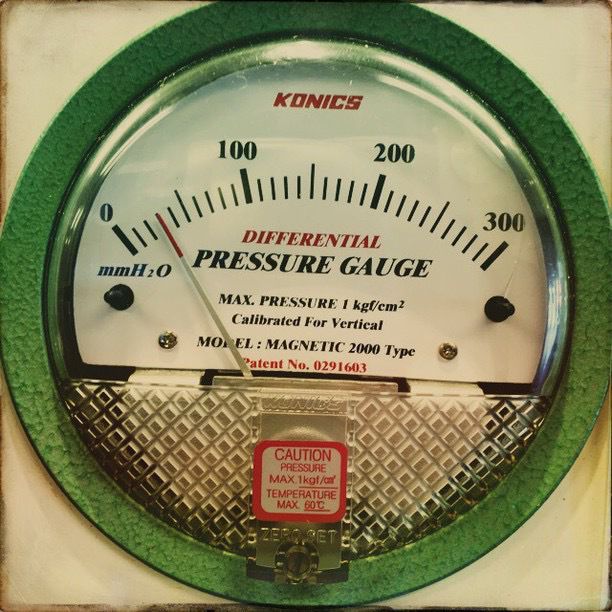 KONICS
100
200
0
300
DIFFERENTIAL
mmH₂O
PRESSURE GAUGE
MAX. PRESSURE 1 kgf/cm²
Calibrated For Vertical
MODEL : MAGNETIC 2000 Type
Patent No. 0291603
KONICS
CAUTION
PRESSURE
MAX.1kgf/㎠
TEMPERATURE
MAX. 60℃
ZERO SET